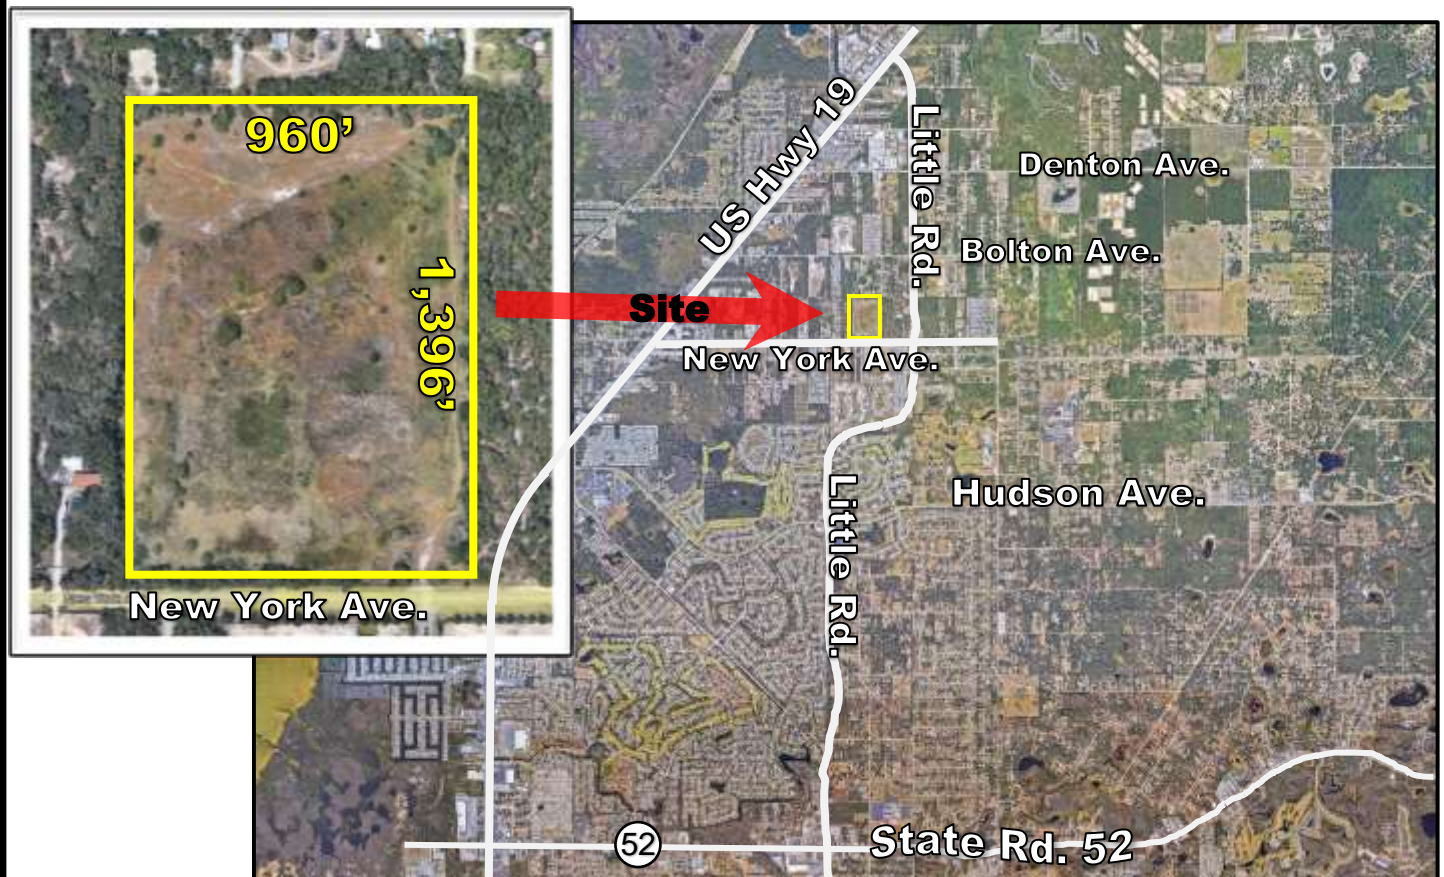 960’
1,396’
New York Ave.
US Hwy 19
Little Rd.
Denton Ave.
Bolton Ave.
Site
New York Ave.
Hudson Ave.
Little Rd.
52
State Rd. 52